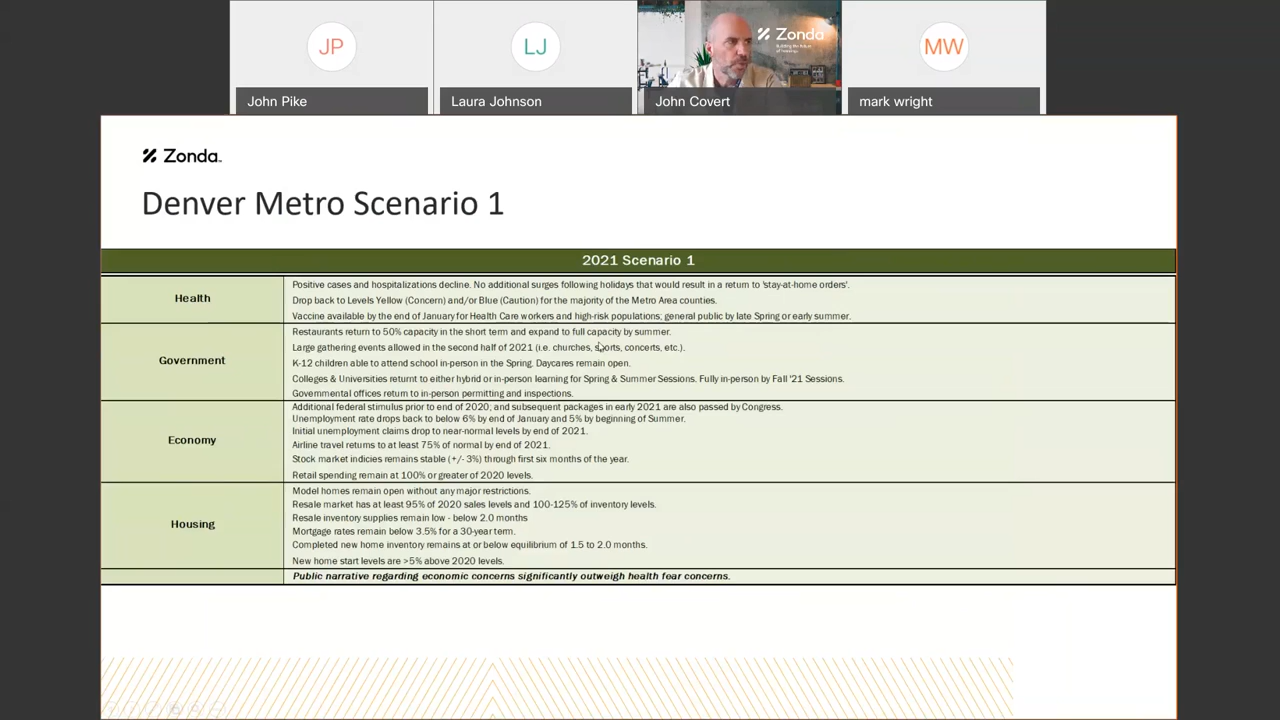 JP
LJ
MW
Zonda
Building the future
of housing
John Pike
Laura Johnson
John Covert
mark wright
Zonda
Denver Metro Scenario 1
2021 Scenario 1
Health
Positive cases and hospitalizations decline. No additional surges following holidays that would result in a return to 'stay-at-home orders'.
Drop back to Levels Yellow (Concern) and/or Blue (Caution) for the majority of the Metro Area counties.
Vaccine available by the end of January for Health Care workers and high-risk populations; general public by late Spring or early summer.
Government
Restaurants return to 50% capacity in the short term and expand to full capacity by summer.
Large gathering events allowed in the second half of 2021 (i.e. churches, sports, concerts, etc.).
K-12 children able to attend school in-person in the Spring. Daycares remain open.
Colleges & Universities returnt to either hybrid or in-person learning for Spring & Summer Sessions. Fully in-person by Fall '21 Sessions.
Governmental offices return to in-person permitting and inspections.
Economy
Additional federal stimulus prior to end of 2020; and subsequent packages in early 2021 are also passed by Congress.
Unemployment rate drops back to below 6% by end of January and 5% by beginning of Summer.
Initial unemployment claims drop to near-normal levels by end of 2021.
Airline travel returns to at least 75% of normal by end of 2021.
Stock market indicies remains stable (+/- 3%) through first six months of the year.
Retail spending remain at 100% or greater of 2020 levels.
Housing
Model homes remain open without any major restrictions.
Resale market has at least 95% of 2020 sales levels and 100-125% of inventory levels.
Resale inventory supplies remain low - below 2.0 months
Mortgage rates remain below 3.5% for a 30-year term.
Completed new home inventory remains at or below equilibrium of 1.5 to 2.0 months.
New home start levels are >5% above 2020 levels.
Public narrative regarding economic concerns significantly outweigh health fear concerns.